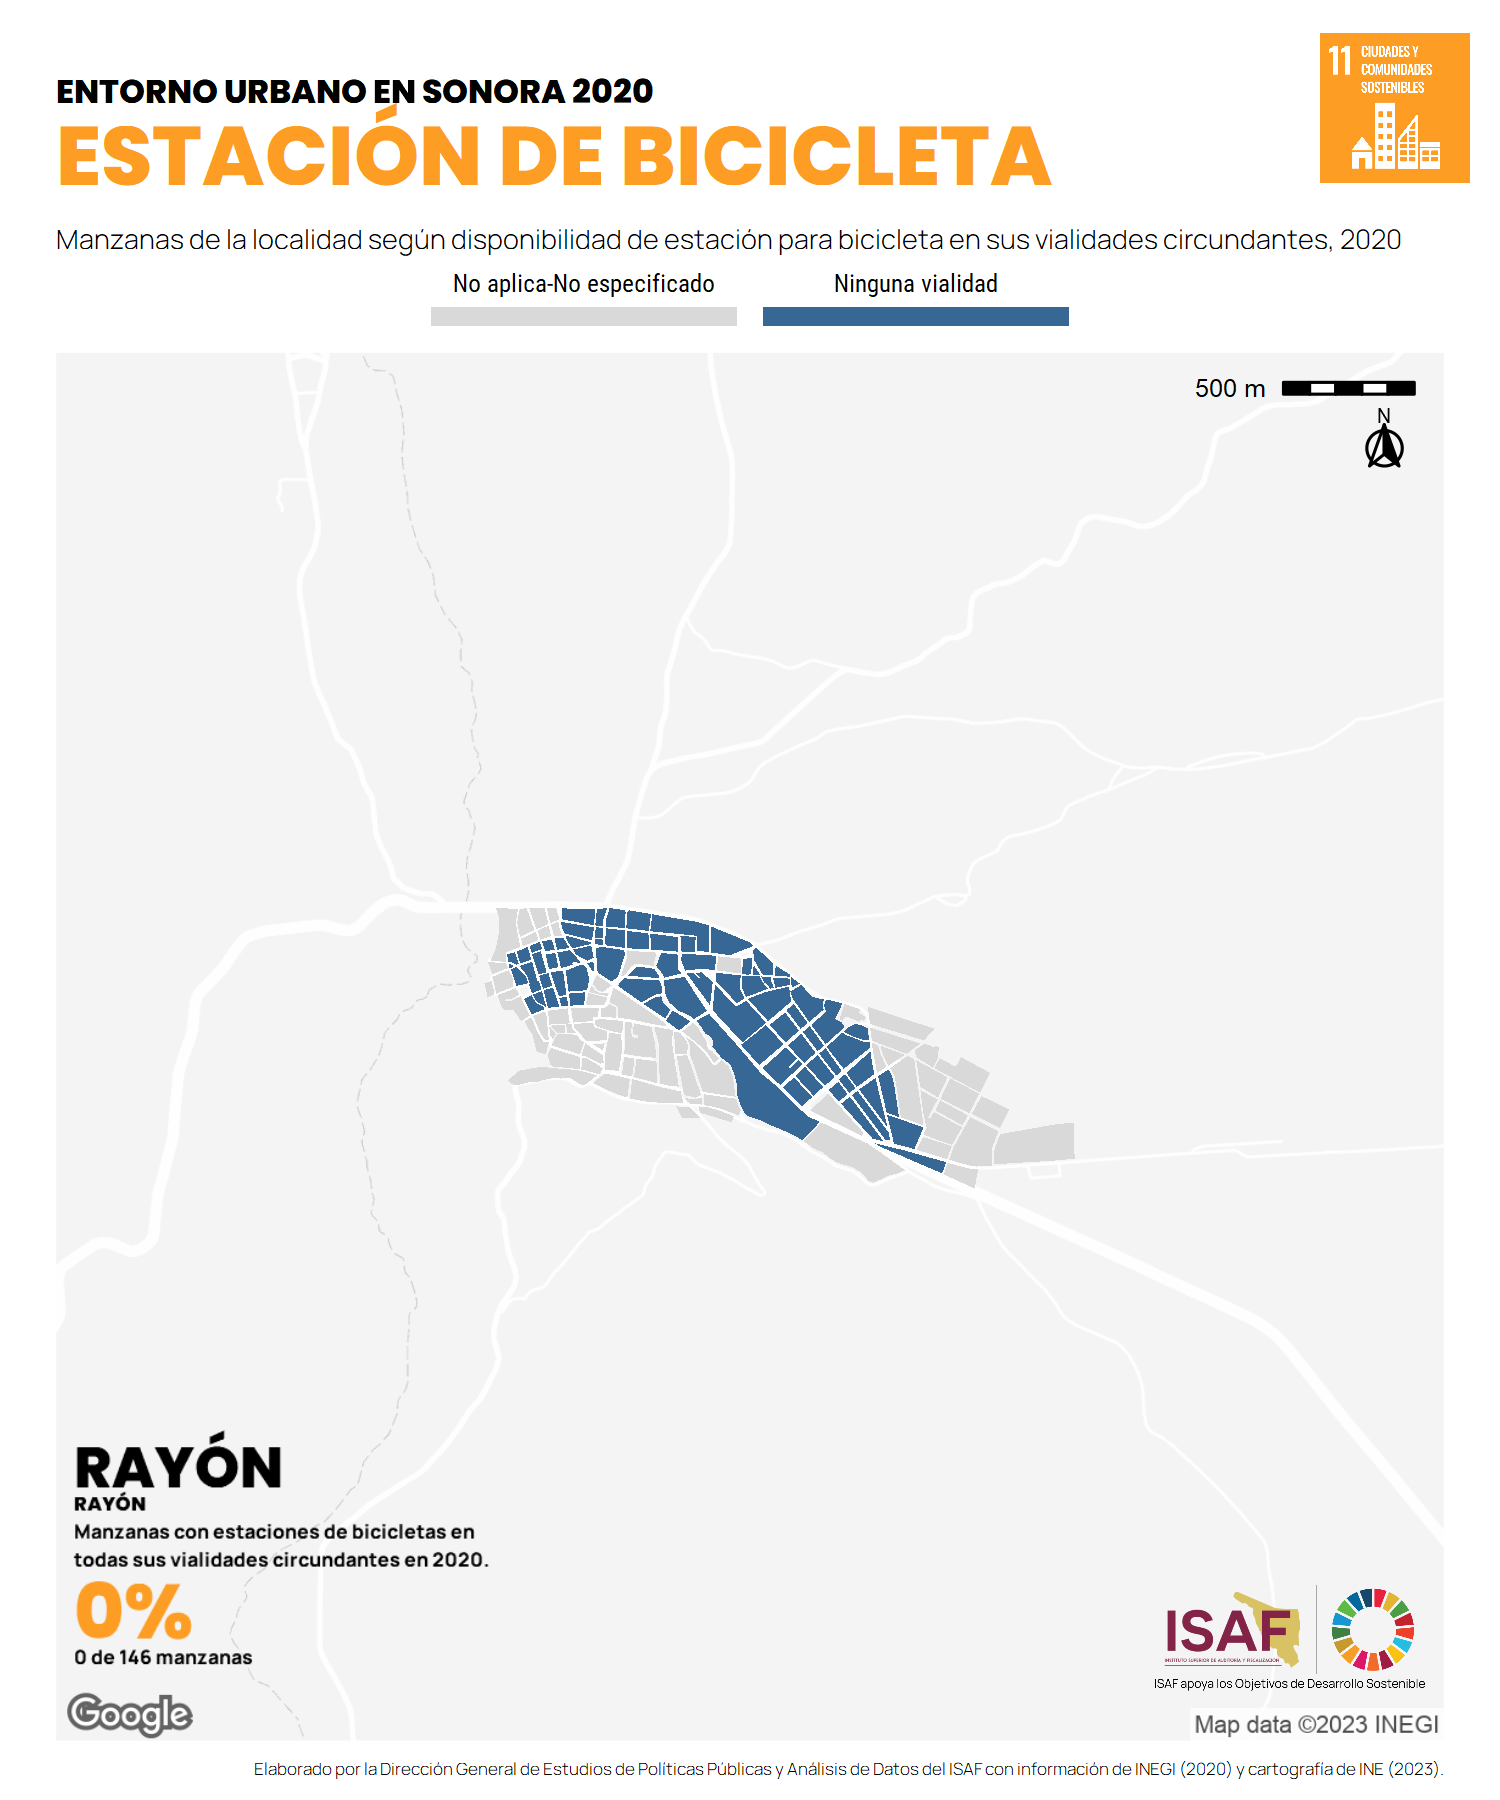 ENTORNO URBANO EN SONORA 2020
ESTACIÓN DE BICICLETA
11 CIUDADES Y
COMUNIDADES
SOSTENIBLES
Manzanas de la localidad según disponibilidad de estación para bicicleta en sus vialidades circundantes, 2020
No aplica-No especificado
Ninguna vialidad
500 m
N
RAYÓN
RAYÓN
Manzanas con estaciones de bicicletas en
todas sus vialidades circundantes en 2020.
0%
0 de 146 manzanas
Google
ISAF
INSTITUTO SUPERIOR DE AUDITORÍA Y FISCALIZACIÓN
ISAF apoya los Objetivos de Desarrollo Sostenible
Map data ©2023 INEGI
Elaborado por la Dirección General de Estudios de Políticas Públicas y Análisis de Datos del ISAF con información de INEGI (2020) y cartografía de INE (2023).